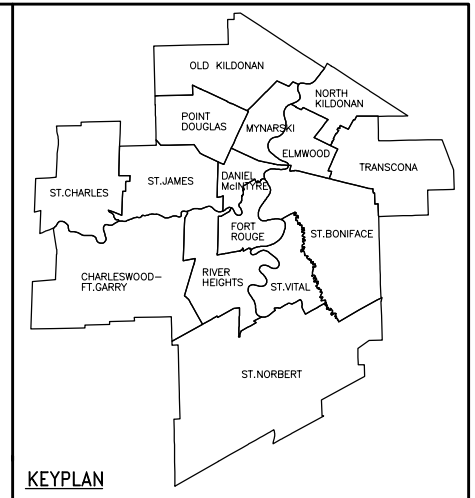 OLD KILDONAN
NORTH
KILDONAN
POINT
DOUGLAS
MYNARSKI
ELMWOOD
TRANSCONA
DANIEL
McINTYRE
ST.JAMES
ST.CHARLES
FORT
ROUGE
ST.BONIFACE
CHARLESWOOD–
FT.GARRY
RIVER
HEIGHTS
ST.VITAL
ST.NORBERT
KEYPLAN